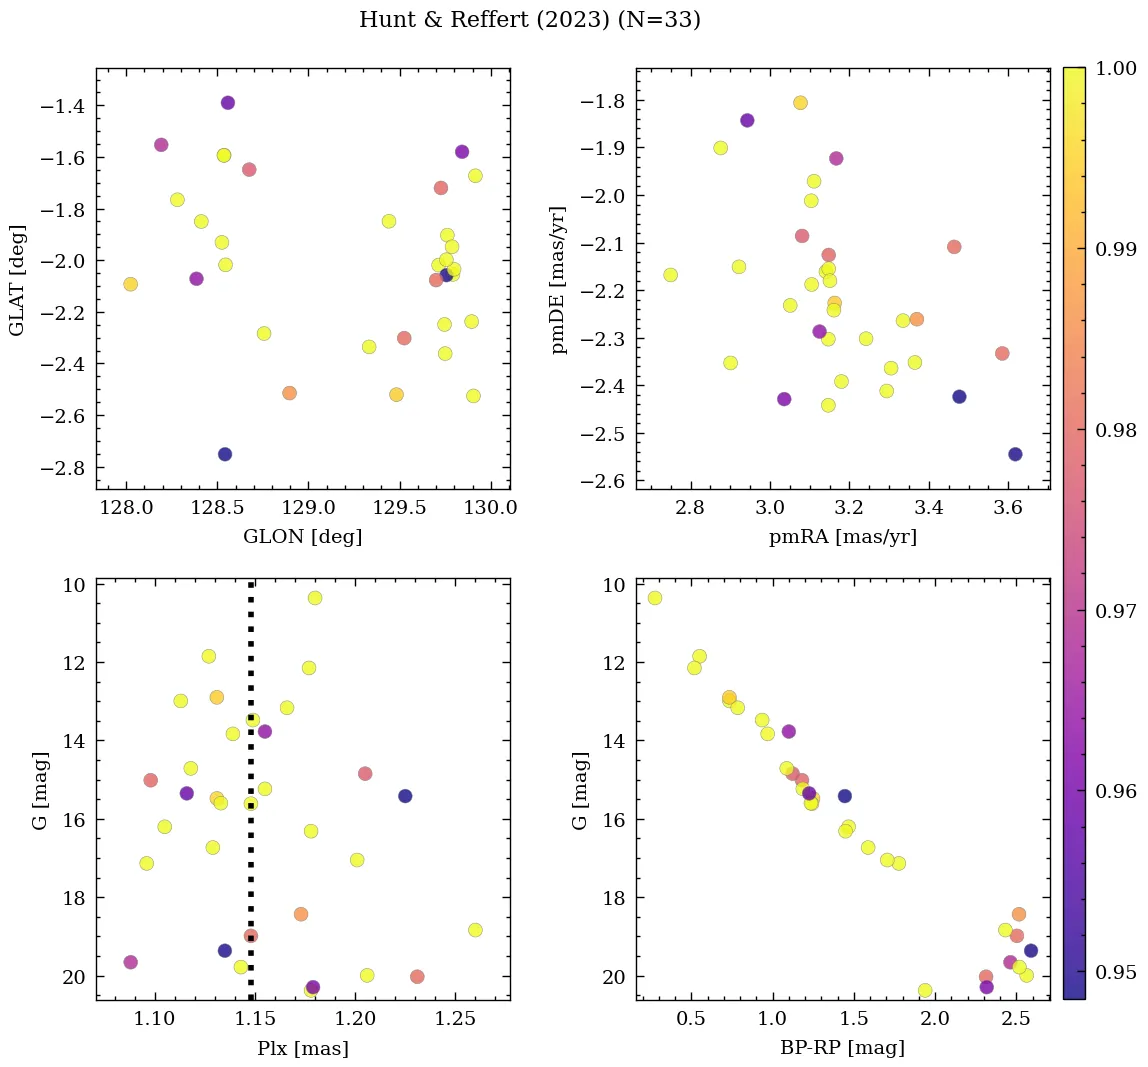 Hunt & Reffert (2023) (N=33)
−1.4
−1.6
−1.8
−2.0
−2.2
−2.4
−2.6
−2.8
GLAT [deg]
128.0 128.5 129.0 129.5 130.0
GLON [deg]
−1.8
−1.9
−2.0
−2.1
−2.2
−2.3
−2.4
−2.5
−2.6
pmDE [mas/yr]
2.8 3.0 3.2 3.4 3.6
pmRA [mas/yr]
10
12
14
16
18
20
G [mag]
1.10 1.15 1.20 1.25
Plx [mas]
10
12
14
16
18
20
G [mag]
0.5 1.0 1.5 2.0 2.5
BP-RP [mag]
1.00
0.99
0.98
0.97
0.96
0.95